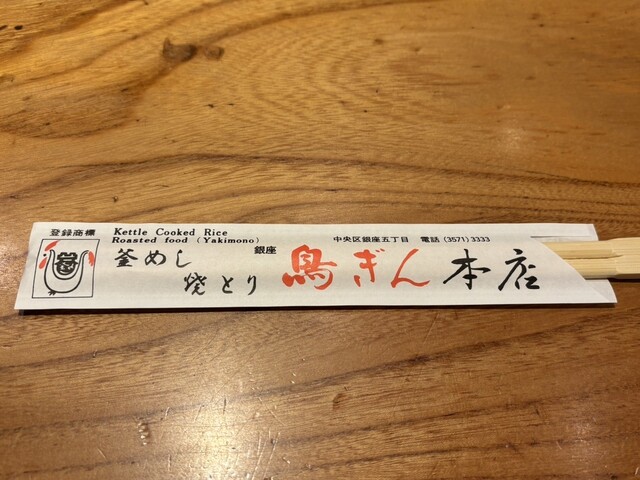 登録商標
Kettle Cooked Rice
Roasted food (Yakimono)
中央区銀座五丁目 電話(3571)3333
釜めし
焼とり
銀座
鳥ぎん本店